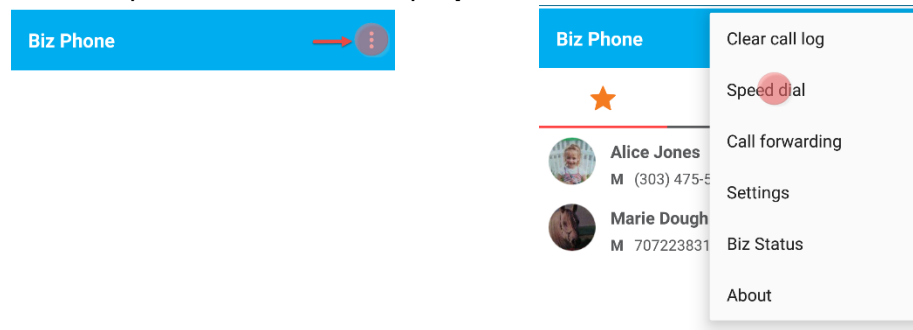 Biz Phone
Biz Phone
Clear call log
Speed dial
Call forwarding
Settings
Biz Status
About
Alice Jones
M (303) 475-5
Marie Dough
M 707223831